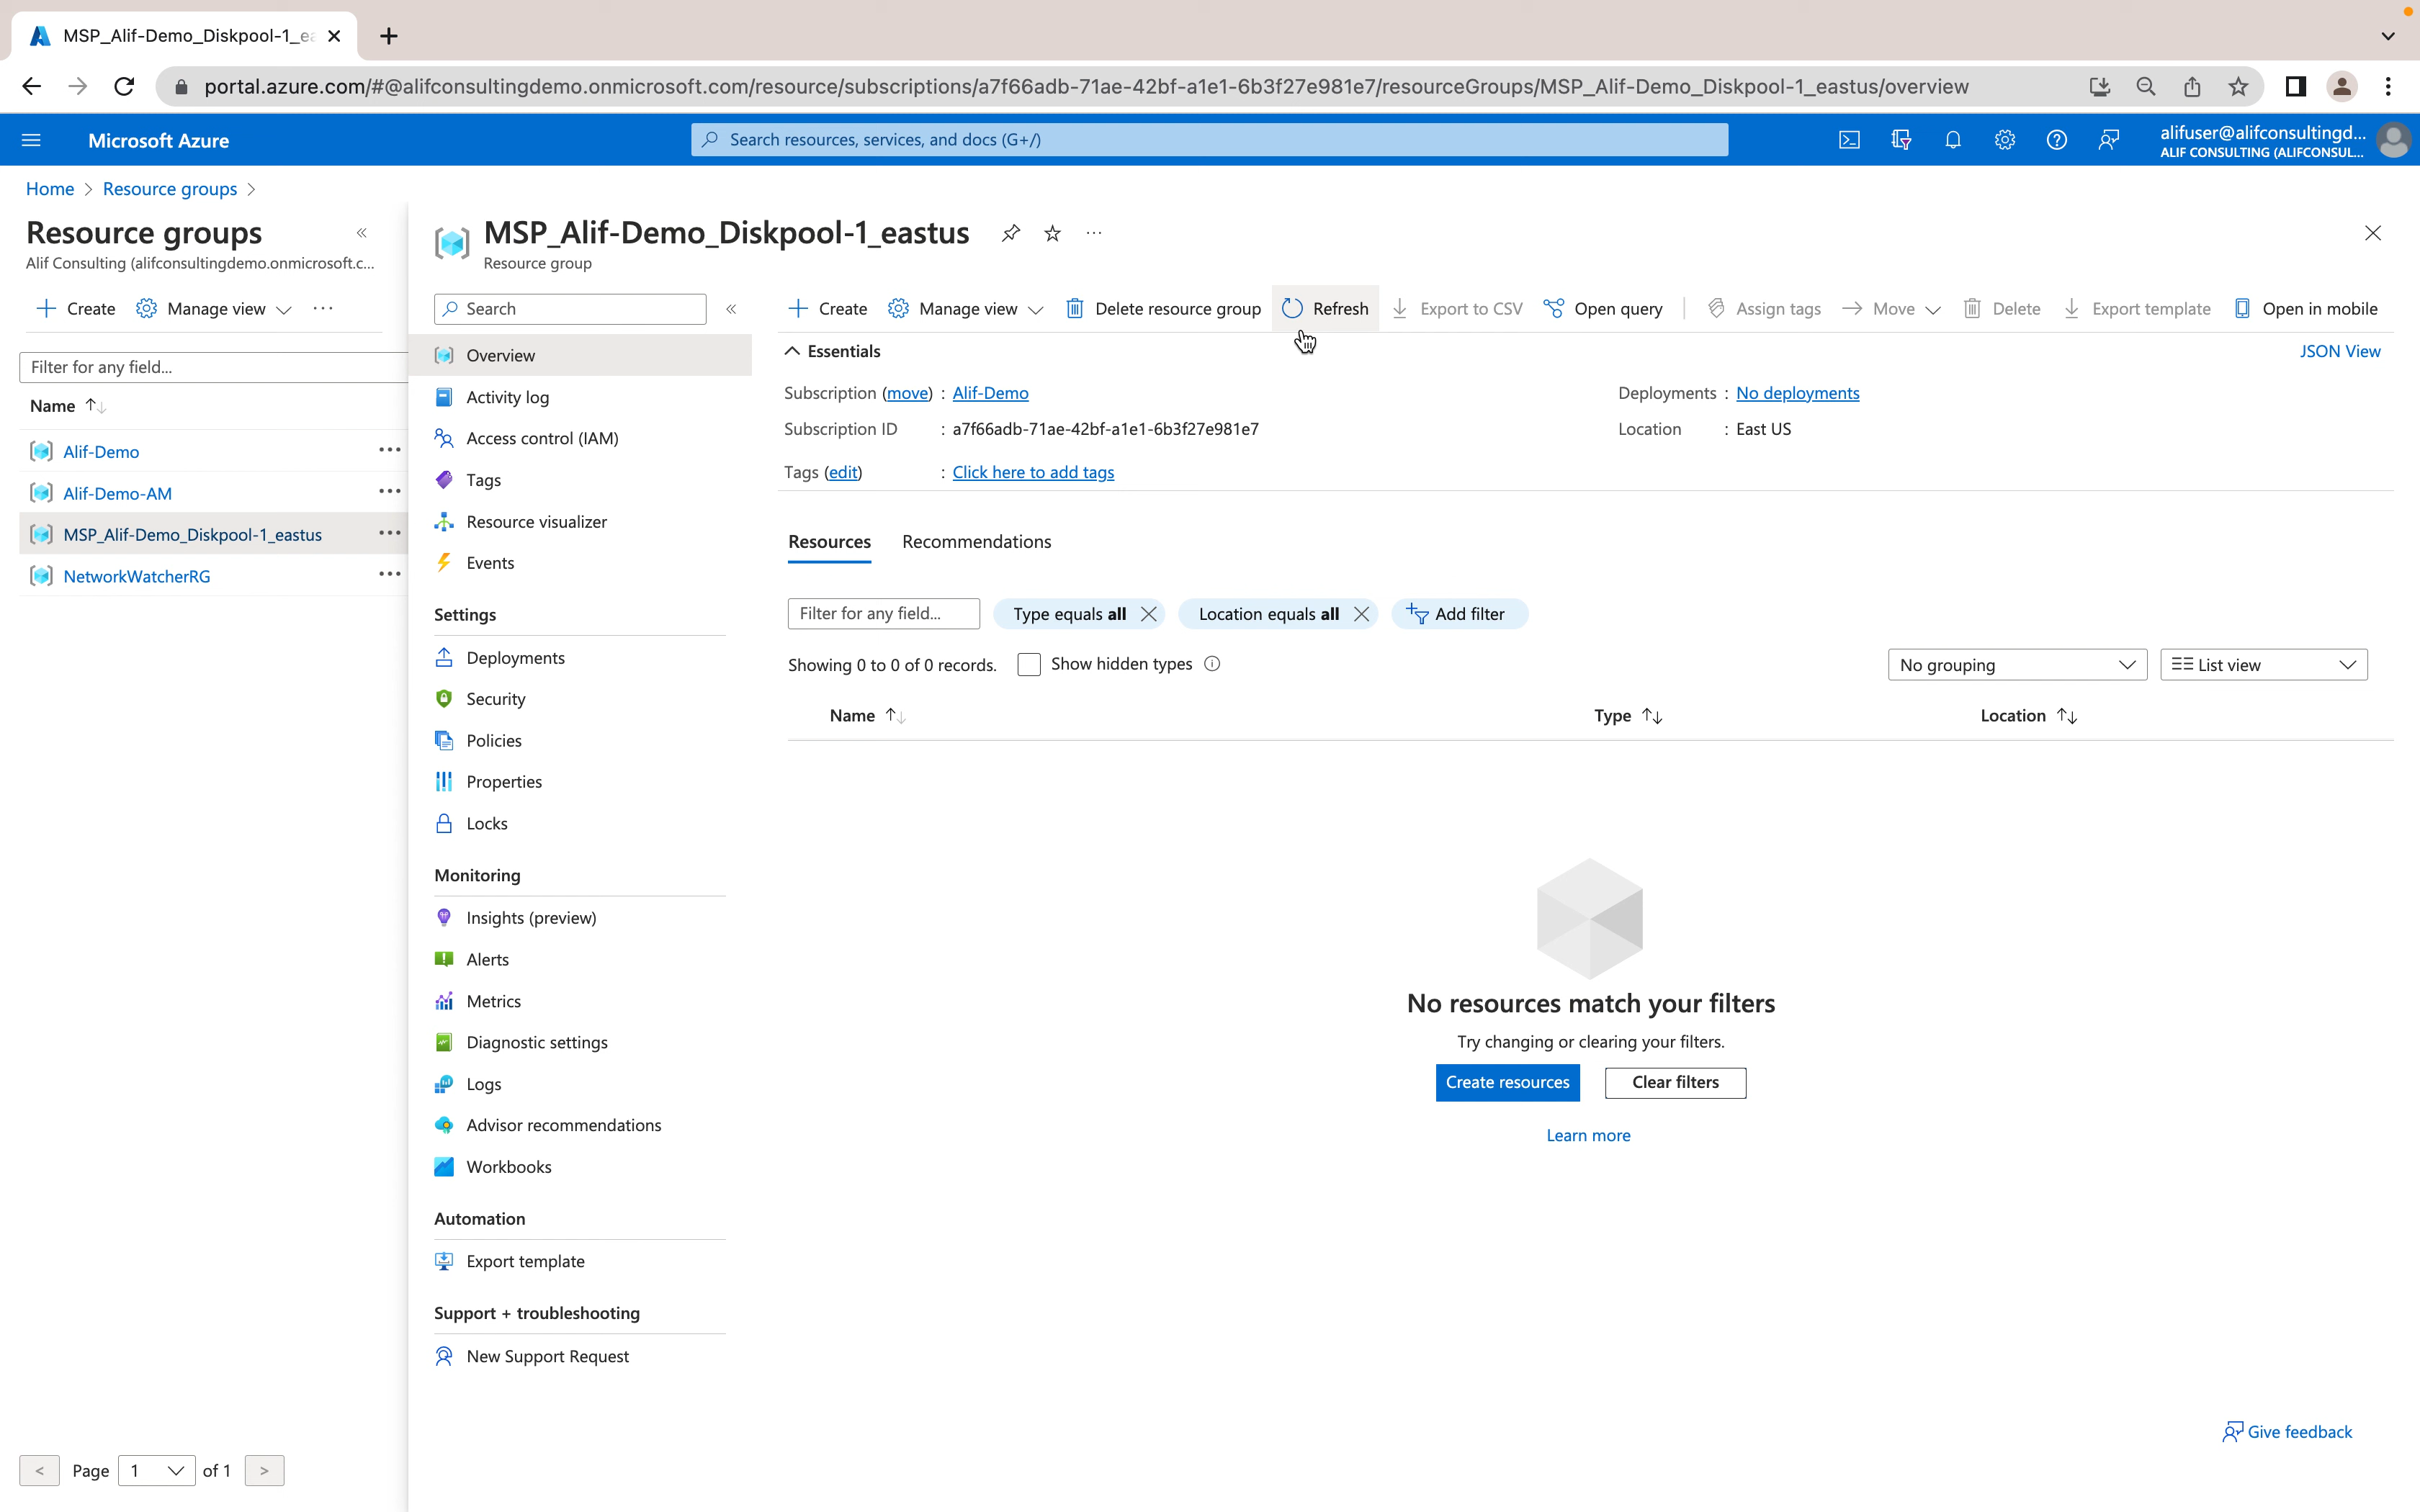 MSP_Alif-Demo_Diskpool-1_ea
portal.azure.com/#@alifconsultingdemo.onmicrosoft.com/resource/subscriptions/a7f66adb-71ae-42bf-a1e1-6b3f27e981e7/resourceGroups/MSP_Alif-Demo_Diskpool-1_eastus/overview
Microsoft Azure
Search resources, services, and docs (G+/)
alifuser@alifconsultingd...
ALIF CONSULTING (ALIFCONSUL...
Home > Resource groups >
Resource groups
Alif Consulting (alifconsultingdemo.onmicrosoft.c...
Create Manage view ...
Filter for any field...
Name
Alif-Demo ...
Alif-Demo-AM ...
MSP_Alif-Demo_Diskpool-1_eastus ...
NetworkWatcherRG ...
< Page 1 of 1 >
MSP_Alif-Demo_Diskpool-1_eastus ...
Resource group
Search
Overview
Activity log
Access control (IAM)
Tags
Resource visualizer
Events
Settings
Deployments
Security
Policies
Properties
Locks
Monitoring
Insights (preview)
Alerts
Metrics
Diagnostic settings
Logs
Advisor recommendations
Workbooks
Automation
Export template
Support + troubleshooting
New Support Request
Create Manage view Delete resource group Refresh Export to CSV Open query Assign tags Move Delete Export template Open in mobile
Essentials
JSON View
Subscription (move) : Alif-Demo
Subscription ID : a7f66adb-71ae-42bf-a1e1-6b3f27e981e7
Tags (edit) : Click here to add tags
Deployments : No deployments
Location : East US
Resources Recommendations
Filter for any field... Type equals all Location equals all Add filter
Showing 0 to 0 of 0 records. Show hidden types
No grouping List view
Name Type Location
No resources match your filters
Try changing or clearing your filters.
Create resources Clear filters
Learn more
Give feedback